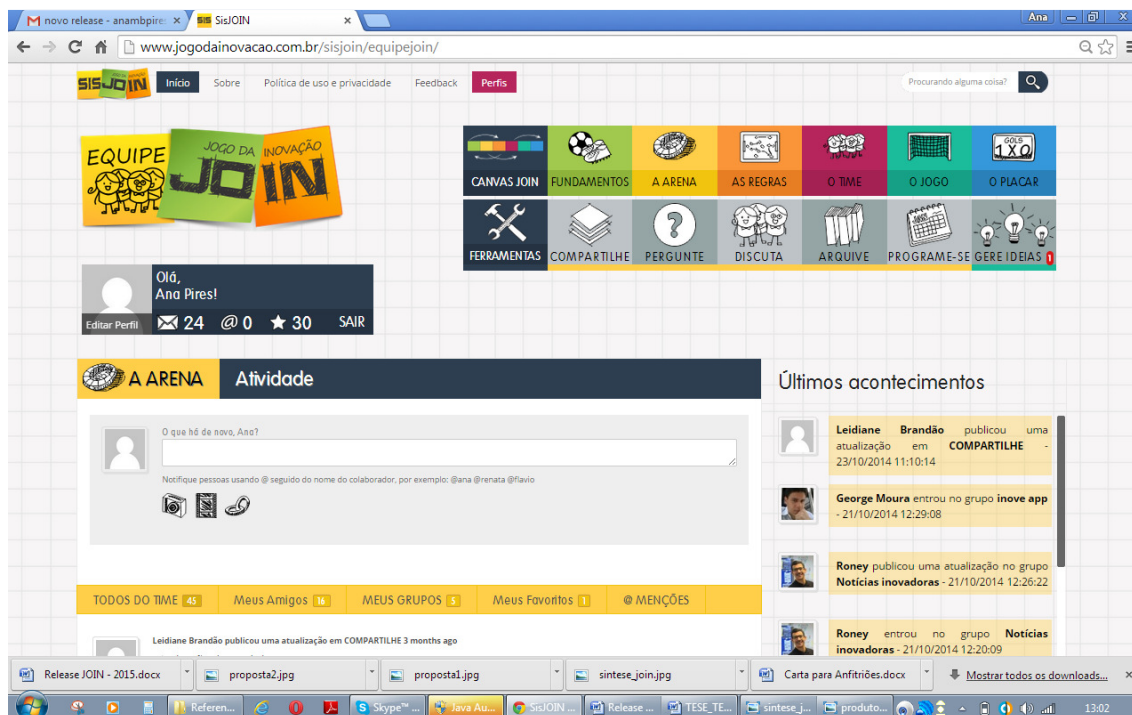 novo release - anambpire
SisJOIN
Ana
www.jogodainovacao.com.br/sisjoin/equipejoin/
SISJOIN
Início
Sobre
Política de uso e privacidade
Feedback
Perfis
Procurando alguma coisa?
EQUIPE
JOGO DA INOVAÇÃO
JOIN
CANVAS JOIN
FUNDAMENTOS
A ARENA
AS REGRAS
O TIME
O JOGO
GOLS
1X0
O PLACAR
FERRAMENTAS
COMPARTILHE
PERGUNTE
DISCUTA
ARQUIVE
PROGRAME-SE
GERE IDEIAS
Olá,
Ana Pires!
Editar Perfil
24
@ 0
30
SAIR
A ARENA
Atividade
O que há de novo, Ana?
Notifique pessoas usando @ seguido do nome do colaborador, por exemplo: @ana @renata @flavio
TODOS DO TIME 45
Meus Amigos 16
MEUS GRUPOS 5
Meus Favoritos 1
@ MENÇÕES
Leidiane Brandão publicou uma atualização em COMPARTILHE 3 months ago
Últimos acontecimentos
Leidiane Brandão publicou uma
atualização em COMPARTILHE -
23/10/2014 11:10:14
George Moura entrou no grupo inove app
- 21/10/2014 12:29:08
Roney publicou uma atualização no grupo
Notícias inovadoras - 21/10/2014 12:26:22
Roney entrou no grupo Notícias
inovadoras - 21/10/2014 12:20:09
Release JOIN - 2015.docx
proposta2.jpg
proposta1.jpg
sintese_join.jpg
Carta para Anfitriões.docx
Mostrar todos os downloads...
Referen...
Skype™ ...
Java Au...
SisJOIN ...
Release ...
TESE_TE...
sintese_j...
produto...
13:02